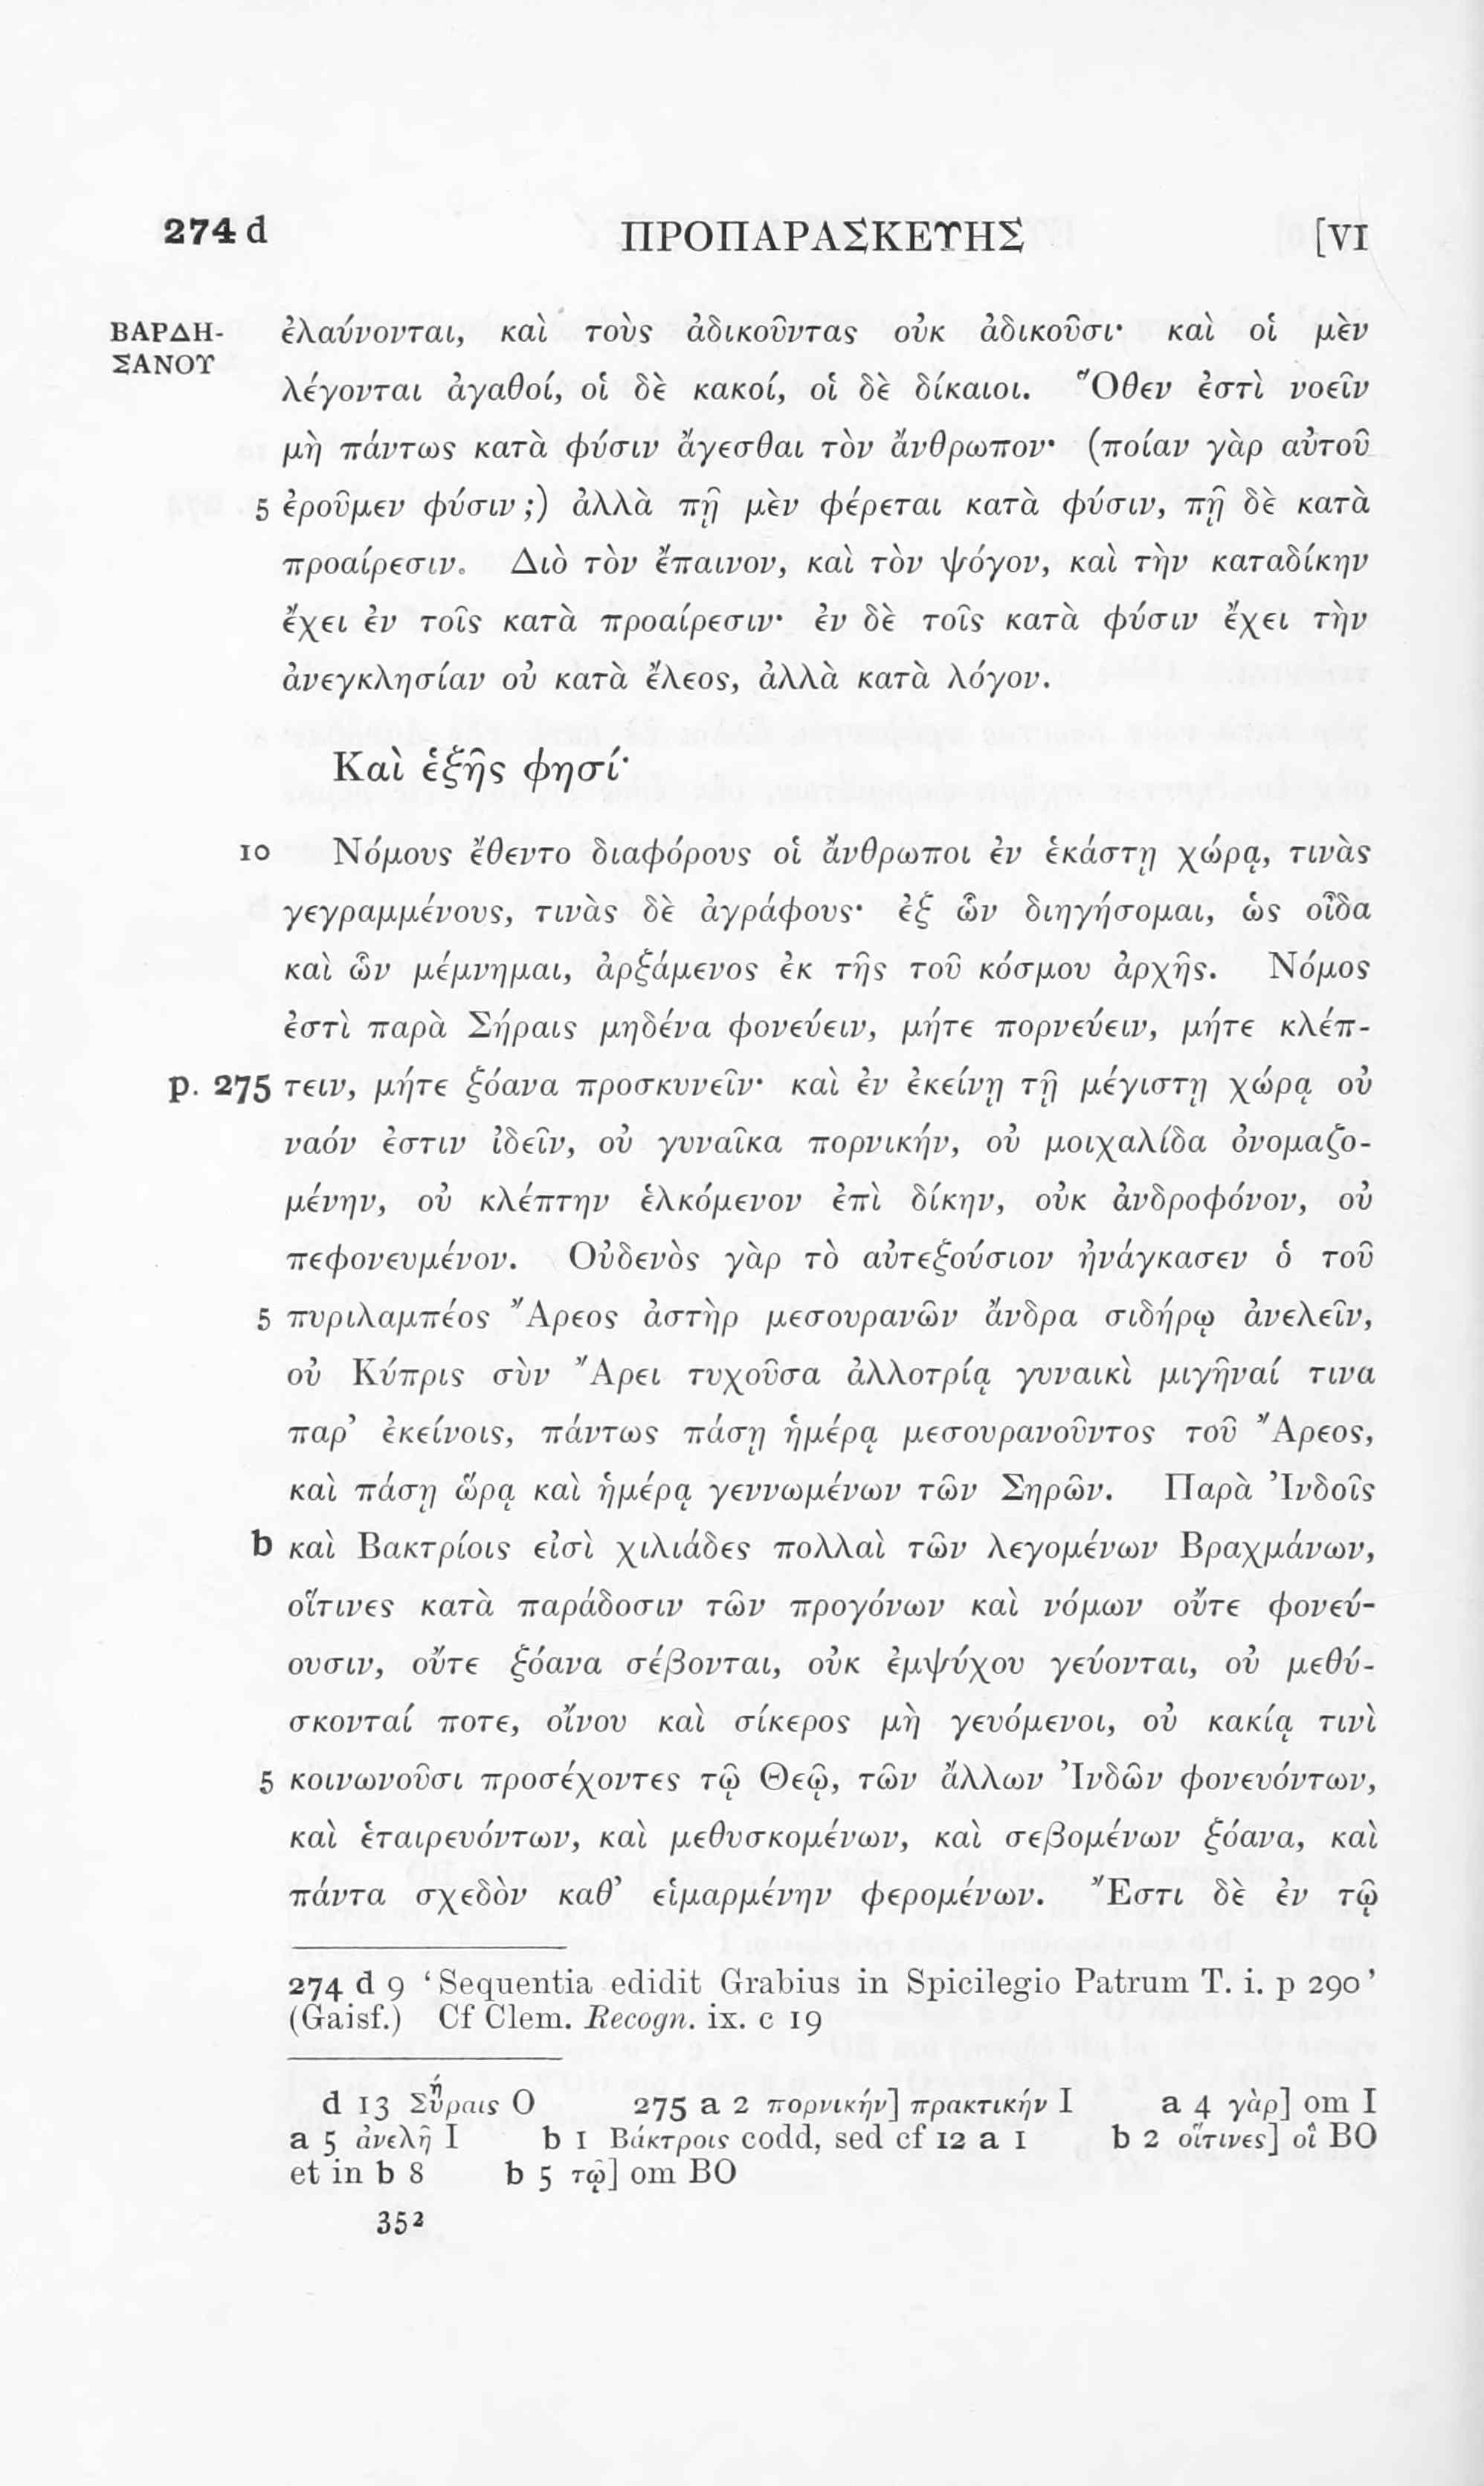 274 d ΠΡΟΠΑΡΑΣΚΕΥΗΣ [VI
ΒΑΡΔΗ- ἐλαύνονται, καὶ τοὺς ἀδικοῦντας οὐκ ἀδικοῦσι· καὶ οἱ μὲν
ΣΑΝΟΥ
λέγονται ἀγαθοί, οἱ δὲ κακοί, οἱ δὲ δίκαιοι. Ὅθεν ἐστὶ νοεῖν
μὴ πάντως κατὰ φύσιν ἄγεσθαι τὸν ἄνθρωπον· (ποίαν γὰρ αὐτοῦ
5 ἐροῦμεν φύσιν;) ἀλλὰ πῇ μὲν φέρεται κατὰ φύσιν, πῇ δὲ κατὰ
προαίρεσιν. Διὸ τὸν ἔπαινον, καὶ τὸν ψόγον, καὶ τὴν καταδίκην
ἔχει ἐν τοῖς κατὰ προαίρεσιν· ἐν δὲ τοῖς κατὰ φύσιν ἔχει τὴν
ἀνεγκλησίαν οὐ κατὰ ἔλεος, ἀλλὰ κατὰ λόγον.
Καὶ ἑξῆς φησί·
10 Νόμους ἔθεντο διαφόρους οἱ ἄνθρωποι ἐν ἑκάστῃ χώρᾳ, τινὰς
γεγραμμένους, τινὰς δὲ ἀγράφους· ἐξ ὧν διηγήσομαι, ὡς οἶδα
καὶ ὧν μέμνημαι, ἀρξάμενος ἐκ τῆς τοῦ κόσμου ἀρχῆς. Νόμος
ἐστὶ παρὰ Σήραις μηδένα φονεύειν, μήτε πορνεύειν, μήτε κλέπ-
p. 275 τειν, μήτε ξόανα προσκυνεῖν· καὶ ἐν ἐκείνῃ τῇ μέγιστῃ χώρᾳ οὐ
ναόν ἐστιν ἰδεῖν, οὐ γυναῖκα πορνικήν, οὐ μοιχαλίδα ὀνομαζο-
μένην, οὐ κλέπτην ἑλκόμενον ἐπὶ δίκην, οὐκ ἀνδροφόνον, οὐ
πεφονευμένον. Οὐδενὸς γὰρ τὸ αὐτεξούσιον ἠνάγκασεν ὁ τοῦ
5 πυριλαμπέος Ἄρεος ἀστὴρ μεσουρανῶν ἄνδρα σιδήρῳ ἀνελεῖν,
οὐ Κύπρις σὺν Ἄρει τυχοῦσα ἀλλοτρίᾳ γυναικὶ μιγῆναί τινα
παρ’ ἐκείνοις, πάντως πάσῃ ἡμέρᾳ μεσουρανοῦντος τοῦ Ἄρεος,
καὶ πάσῃ ὥρᾳ καὶ ἡμέρᾳ γεννωμένων τῶν Σηρῶν. Παρὰ Ἰνδοῖς
b καὶ Βακτρίοις εἰσὶ χιλιάδες πολλαὶ τῶν λεγομένων Βραχμάνων,
οἵτινες κατὰ παράδοσιν τῶν προγόνων καὶ νόμων οὔτε φονεύ-
ουσιν, οὔτε ξόανα σέβονται, οὐκ ἐμψύχου γεύονται, οὐ μεθύ-
σκονταί ποτε, οἴνου καὶ σίκερος μὴ γευόμενοι, οὐ κακίᾳ τινὶ
5 κοινωνοῦσι προσέχοντες τῷ Θεῷ, τῶν ἄλλων Ἰνδῶν φονευόντων,
καὶ ἑταιρευόντων, καὶ μεθυσκομένων, καὶ σεβομένων ξόανα, καὶ
πάντα σχεδὸν καθ’ εἱμαρμένην φερομένων. Ἔστι δὲ ἐν τῷ
274 d 9 ‘Sequentia edidit Grabius in Spicilegio Patrum T. i. p 290’
(Gaisf.) Cf Clem. Recogn. ix. c 19
d 13 Σῦήραις O 275 a 2 πορνικήν] πρακτικήν I a 4 γὰρ] om I
a 5 ἀνελῆ I b 1 Βάκτροις codd, sed cf 12 a 1 b 2 οἵτινες] οἳ BO
et in b 8 b 5 τῷ] om BO
352